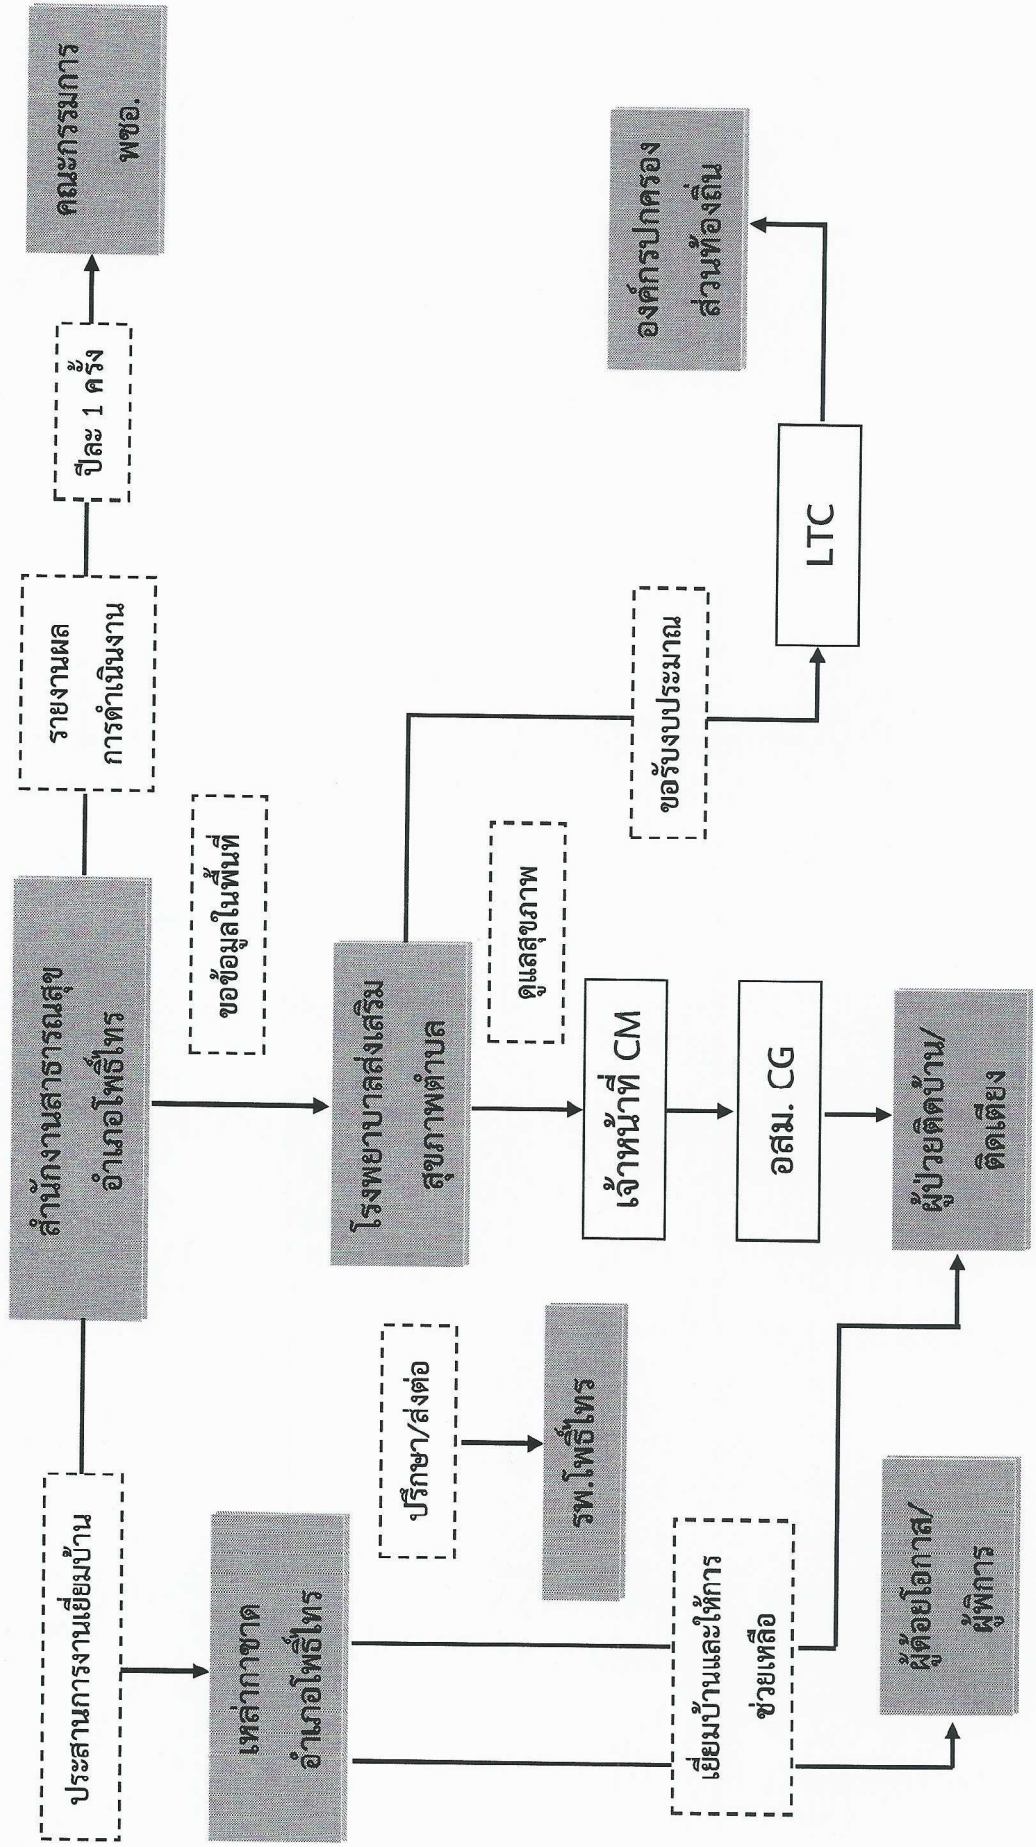 สำนักงานสาธารณสุข
อำเภอโพธิ์ไทร
รายงานผล
การดำเนินงาน
ปีละ 1 ครั้ง
คณะกรรมการ
พชอ.
ประสานการงานเยี่ยมบ้าน
ขอข้อมูลในพื้นที่
เหล่ากาชาด
อำเภอโพธิ์ไทร
โรงพยาบาลส่งเสริม
สุขภาพตำบล
ปรึกษา/ส่งต่อ
ดูแลสุขภาพ
รพ.โพธิ์ไทร
เจ้าหน้าที่ CM
ขอรับงบประมาณ
องค์กรปกครอง
ส่วนท้องถิ่น
เยี่ยมบ้านและให้การ
ช่วยเหลือ
อสม. CG
LTC
ผู้ด้อยโอกาส/
ผู้พิการ
ผู้ป่วยติดบ้าน/
ติดเตียง